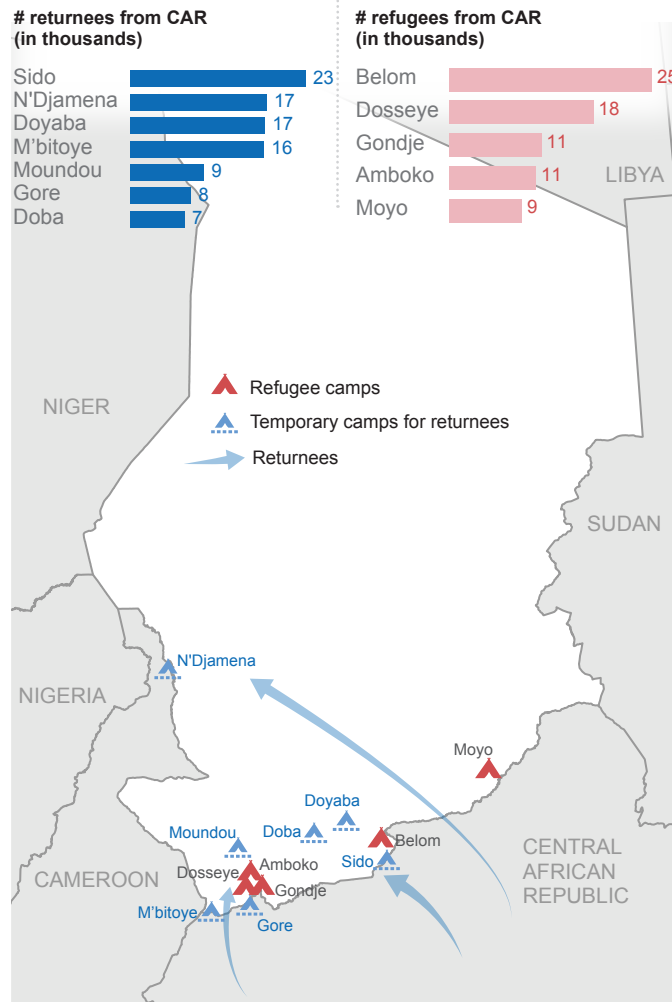 # returnees from CAR
(in thousands)
Sido 23
N'Djamena 17
Doyaba 17
M'bitoye 16
Moundou 9
Gore 8
Doba 7
# refugees from CAR
(in thousands)
Belom 25
Dosseye 18
Gondje 11
Amboko 11
Moyo 9
LIBYA
NIGER
Refugee camps
Temporary camps for returnees
Returnees
SUDAN
N'Djamena
NIGERIA
Moyo
Doyaba
Moundou
Doba
Belom
Sido
Amboko
Dosseye
Gondje
CAMEROON
CENTRAL
AFRICAN
REPUBLIC
M'bitoye
Gore